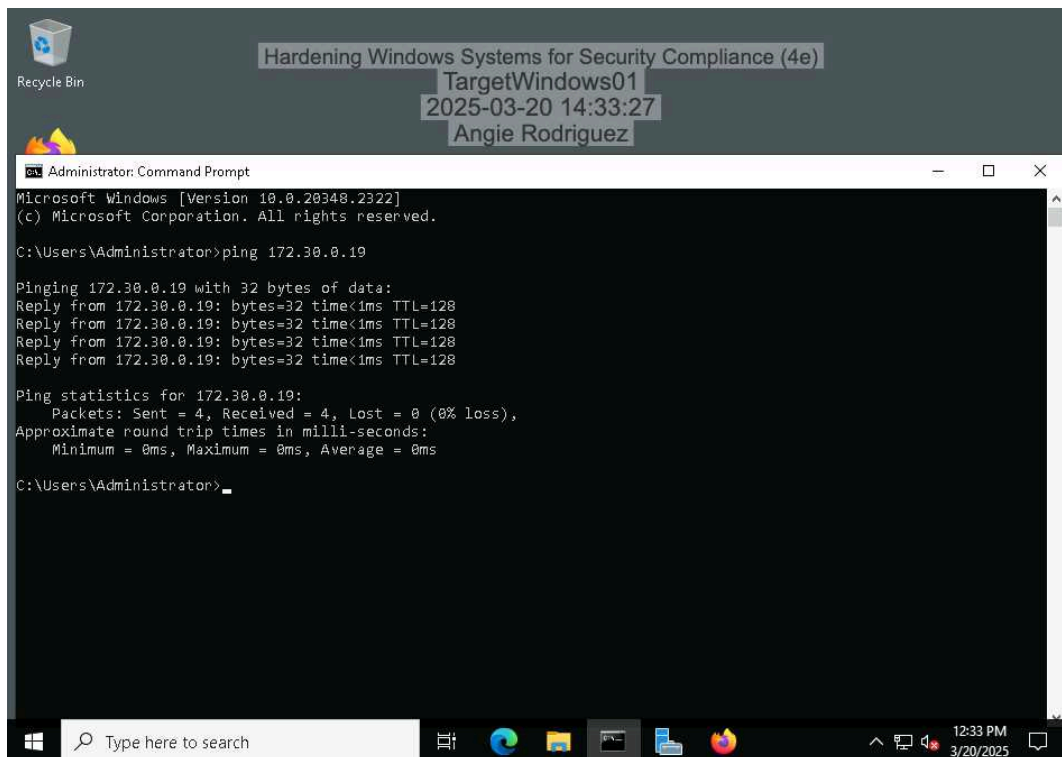 Recycle Bin
Hardening Windows Systems for Security Compliance (4e)
TargetWindows01
2025-03-20 14:33:27
Angie Rodriguez
Administrator: Command Prompt
Microsoft Windows [Version 10.0.20348.2322]
(c) Microsoft Corporation. All rights reserved.
C:\Users\Administrator>ping 172.30.0.19
Pinging 172.30.0.19 with 32 bytes of data:
Reply from 172.30.0.19: bytes=32 time<1ms TTL=128
Reply from 172.30.0.19: bytes=32 time<1ms TTL=128
Reply from 172.30.0.19: bytes=32 time<1ms TTL=128
Reply from 172.30.0.19: bytes=32 time<1ms TTL=128
Ping statistics for 172.30.0.19:
Packets: Sent = 4, Received = 4, Lost = 0 (0% loss),
Approximate round trip times in milli-seconds:
Minimum = 0ms, Maximum = 0ms, Average = 0ms
C:\Users\Administrator>
Type here to search
12:33 PM
3/20/2025